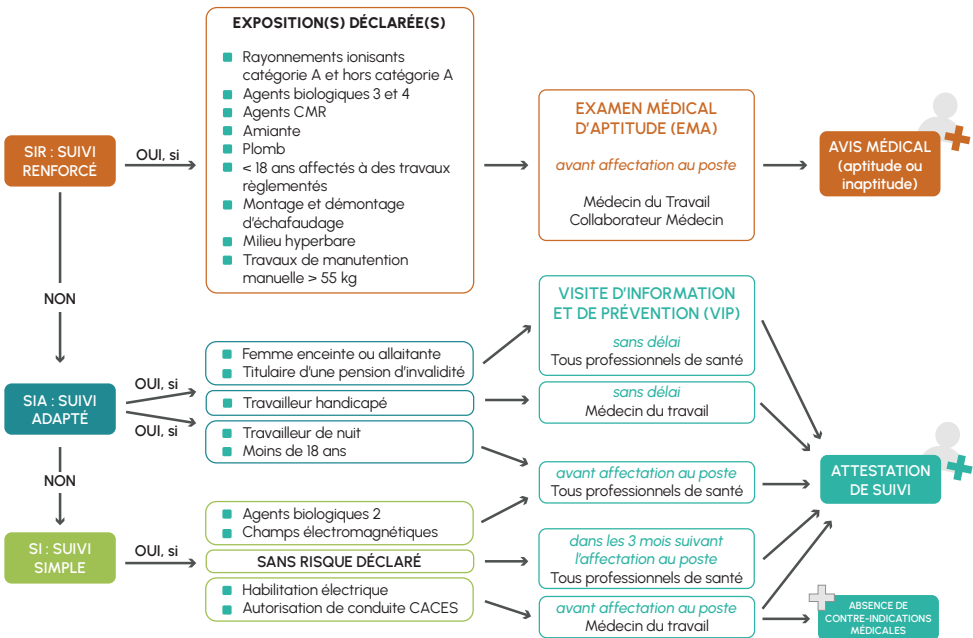 EXPOSITION(S) DÉCLARÉE(S)
Rayonnements ionisants
catégorie A et hors catégorie A
Agents biologiques 3 et 4
Agents CMR
Amiante
Plomb
< 18 ans affectés à des travaux
règlementés
Montage et démontage
d'échafaudage
Milieu hyperbare
Travaux de manutention
manuelle > 55 kg
SIR : SUIVI
RENFORCÉ
OUI, si
EXAMEN MÉDICAL
D'APTITUDE (EMA)
avant affectation au poste
Médecin du Travail
Collaborateur Médecin
AVIS MÉDICAL
(aptitude ou
inaptitude)
NON
SIA : SUIVI
ADAPTÉ
OUI, si
OUI, si
Femme enceinte ou allaitante
Titulaire d'une pension d'invalidité
Travailleur handicapé
Travailleur de nuit
Moins de 18 ans
VISITE D'INFORMATION
ET DE PRÉVENTION (VIP)
sans délai
Tous professionnels de santé
sans délai
Médecin du travail
avant affectation au poste
Tous professionnels de santé
ATTESTATION
DE SUIVI
NON
SI : SUIVI
SIMPLE
OUI, si
Agents biologiques 2
Champs électromagnétiques
SANS RISQUE DÉCLARÉ
Habilitation électrique
Autorisation de conduite CACES
dans les 3 mois suivant
l'affectation au poste
Tous professionnels de santé
avant affectation au poste
Médecin du travail
ABSENCE DE
CONTRE-INDICATIONS
MÉDICALES